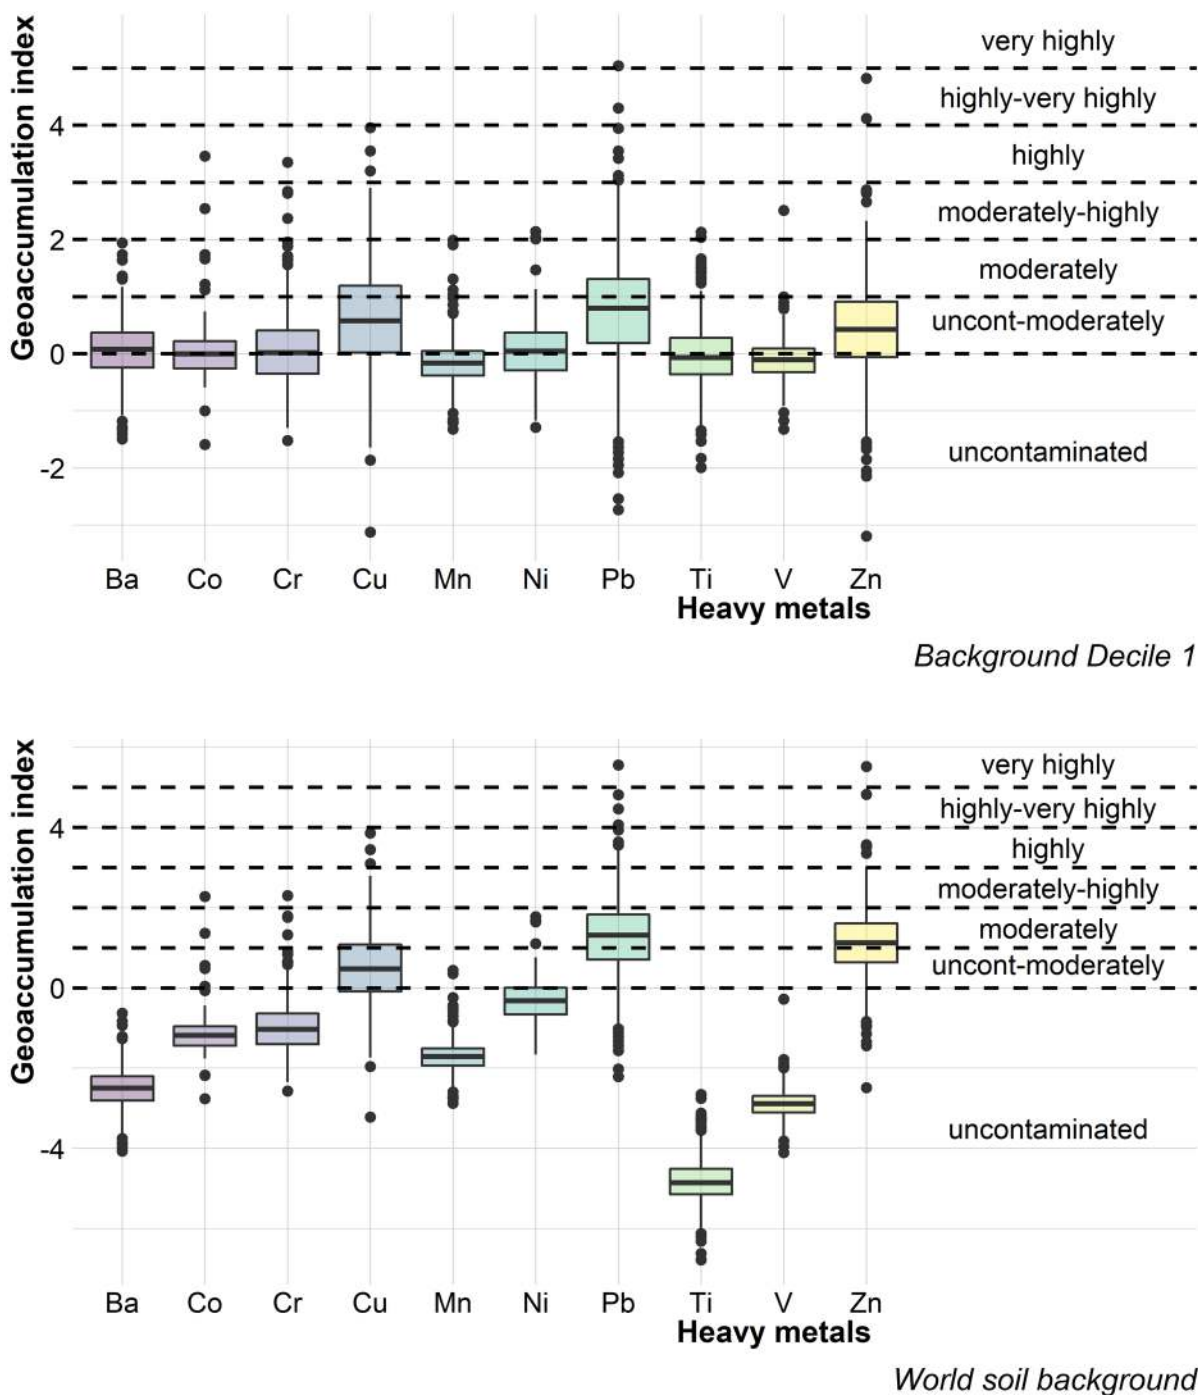 Geoaccumulation index
very highly
highly-very highly
4
highly
moderately-highly
2
moderately
uncont-moderately
0
uncontaminated
-2
Ba Co Cr Cu Mn Ni Pb Ti V Zn
Heavy metals
Background Decile 1
Geoaccumulation index
very highly
highly-very highly
4
highly
moderately-highly
moderately
uncont-moderately
0
uncontaminated
-4
Ba Co Cr Cu Mn Ni Pb Ti V Zn
Heavy metals
World soil background